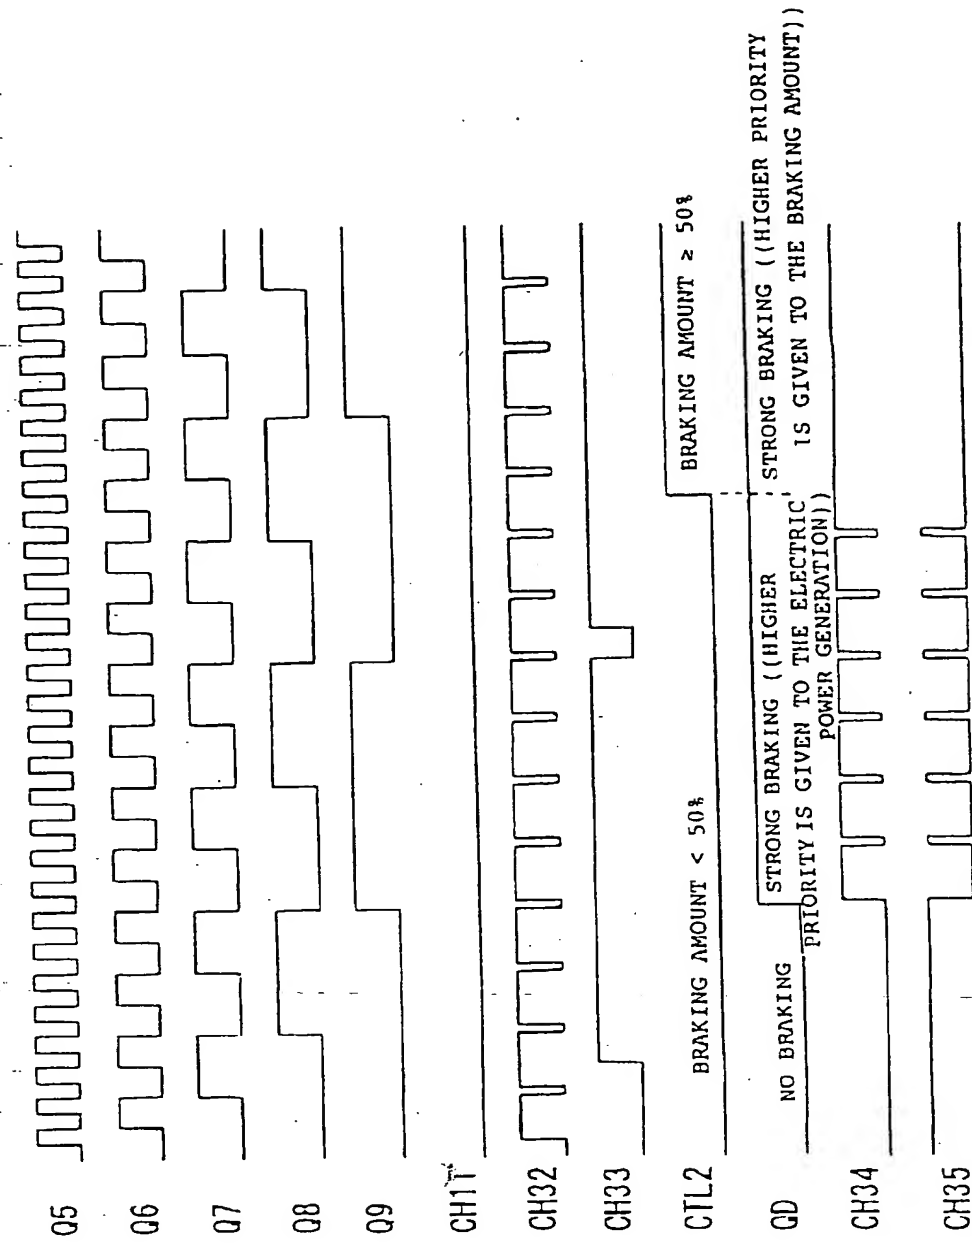 Q5
Q6
Q7
Q8
Q9
CH1T
CH32
CH33
CTL2
BRAKING AMOUNT < 50%
BRAKING AMOUNT ≥ 50%
QD
NO BRAKING
STRONG BRAKING ((HIGHER
PRIORITY IS GIVEN TO THE ELECTRIC
POWER GENERATION))
STRONG BRAKING ((HIGHER PRIORITY
IS GIVEN TO THE BRAKING AMOUNT))
CH34
CH35